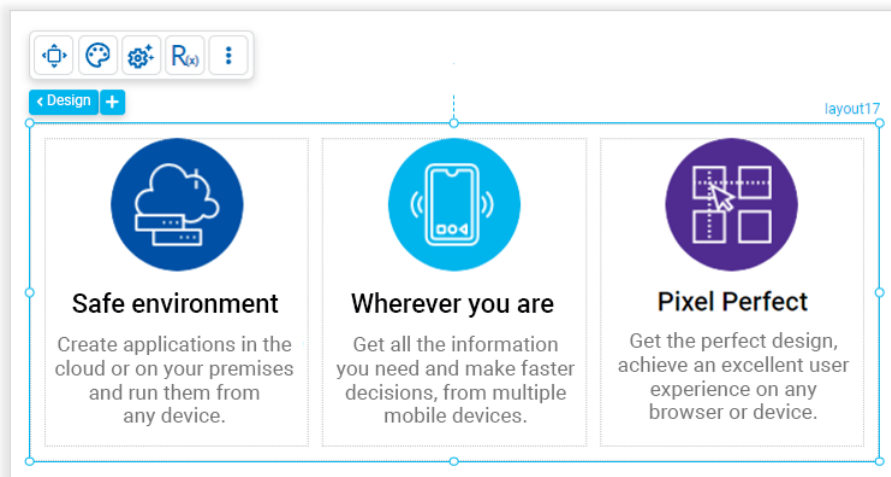 R(x)
< Design +
layout17
Safe environment
Create applications in the
cloud or on your premises
and run them from
any device.
Wherever you are
Get all the information
you need and make faster
decisions, from multiple
mobile devices.
Pixel Perfect
Get the perfect design,
achieve an excellent user
experience on any
browser or device.